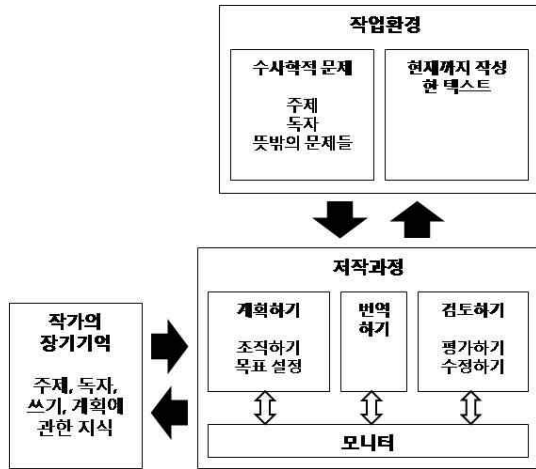 작업환경
수사학적 문제
주제
독자
뜻밖의 문제들
현재까지 작성
한 텍스트
저작과정
계획하기
조직하기
목표 설정
번역
하기
검토하기
평가하기
수정하기
모니터
작가의
장기기억
주제, 독자,
쓰기, 계획에
관한 지식